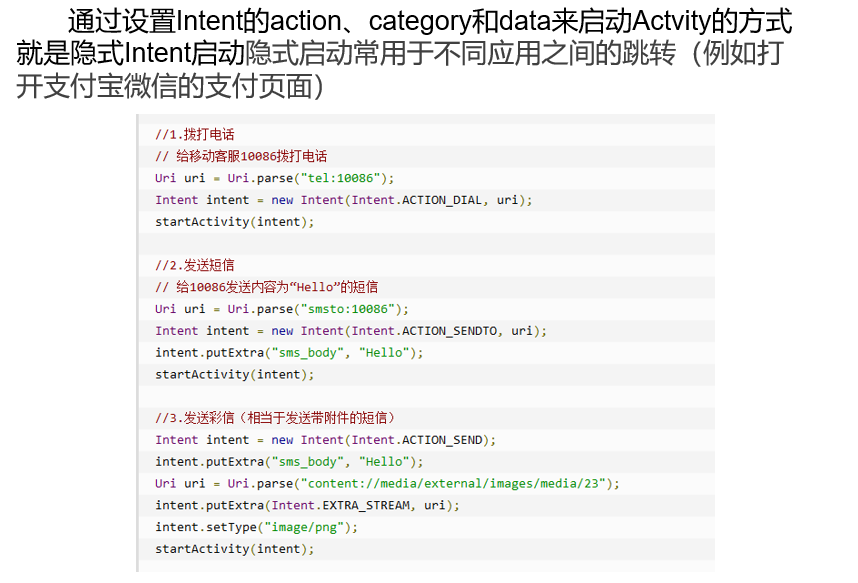 通过设置Intent的action、category和data来启动Actvity的方式
就是隐式Intent启动隐式启动常用于不同应用之间的跳转（例如打
开支付宝微信的支付页面）
//1.拨打电话
// 给移动客服10086拨打电话
Uri uri = Uri.parse("tel:10086");
Intent intent = new Intent(Intent.ACTION_DIAL, uri);
startActivity(intent);
//2.发送短信
// 给10086发送内容为“Hello”的短信
Uri uri = Uri.parse("smsto:10086");
Intent intent = new Intent(Intent.ACTION_SENDTO, uri);
intent.putExtra("sms_body", "Hello");
startActivity(intent);
//3.发送彩信（相当于发送带附件的短信）
Intent intent = new Intent(Intent.ACTION_SEND);
intent.putExtra("sms_body", "Hello");
Uri uri = Uri.parse("content://media/external/images/media/23");
intent.putExtra(Intent.EXTRA_STREAM, uri);
intent.setType("image/png");
startActivity(intent);